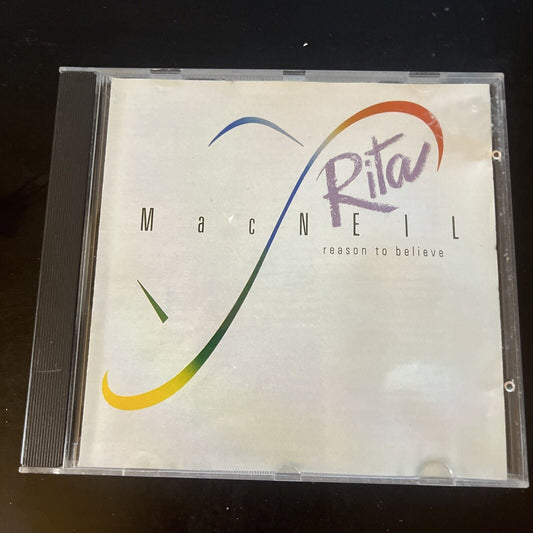 Rita
MacNEIL
reason to believe